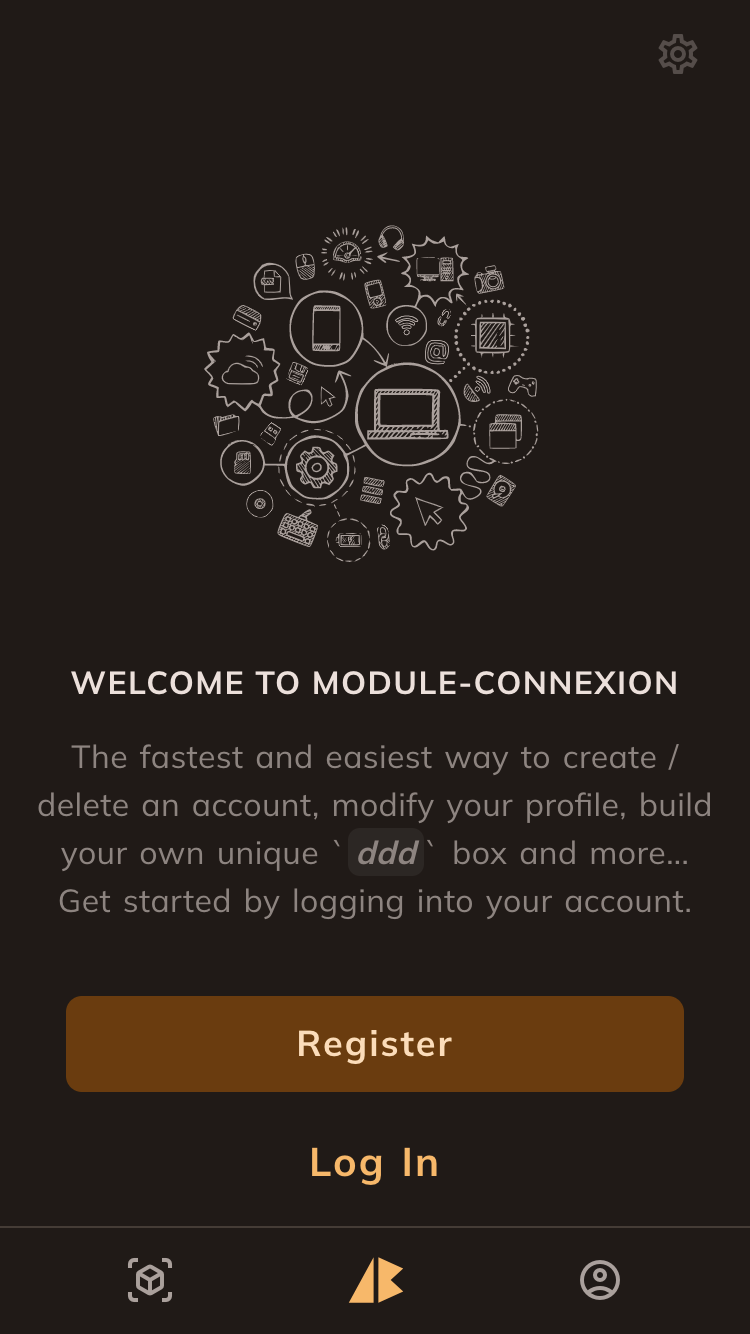 WELCOME TO MODULE-CONNEXION
The fastest and easiest way to create /
delete an account, modify your profile, build
your own unique `ddd` box and more...
Get started by logging into your account.
Register
Log In